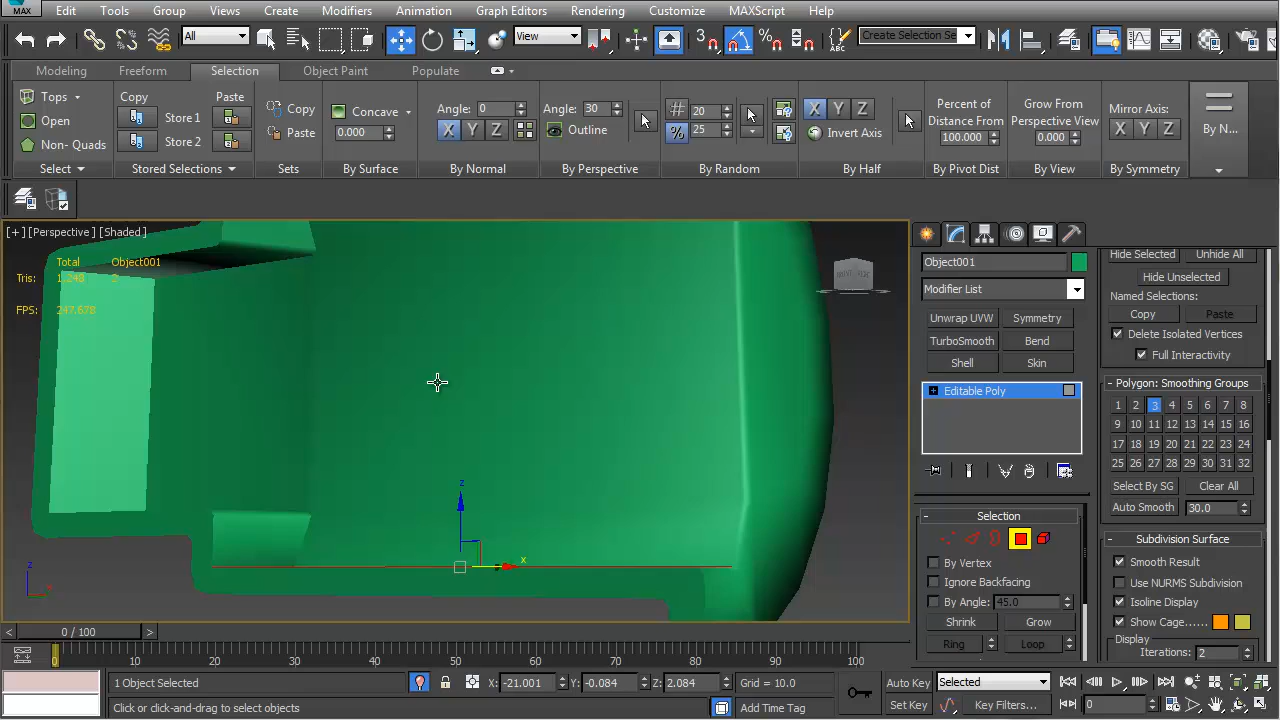 MAX Edit Tools Group Views Create Modifiers Animation Graph Editors Rendering Customize MAXScript Help
All View 3 Create Selection Se
Modeling Freeform Selection Object Paint Populate
Tops Copy Paste Copy Concave Angle: 0 Angle: 30 20 X Y Z Percent of Grow From Mirror Axis:
Open Store 1 Paste 0.000 X Y Z Outline % 25 Invert Axis Distance From Perspective View X Y Z
Non- Quads Store 2 100.000 0.000 By N...
Select Stored Selections Sets By Surface By Normal By Perspective By Random By Half By Pivot Dist By View By Symmetry
[+] [Perspective] [Shaded]
Total Object001
Tris: 1.248 3
FPS: 247.678
z
x
z
Object001
Modifier List
Unwrap UVW Symmetry
TurboSmooth Bend
Shell Skin
Editable Poly
Selection
By Vertex
Ignore Backfacing
By Angle: 45.0
Shrink Grow
Ring Loop
Hide Selected Unhide All
Hide Unselected
Named Selections:
Copy Paste
Delete Isolated Vertices
Full Interactivity
Polygon: Smoothing Groups
1 2 3 4 5 6 7 8
9 10 11 12 13 14 15 16
17 18 19 20 21 22 23 24
25 26 27 28 29 30 31 32
Select By SG Clear All
Auto Smooth 30.0
Subdivision Surface
Smooth Result
Use NURMS Subdivision
Isoline Display
Show Cage......
Display
Iterations: 2
0 / 100
0 10 20 30 40 50 60 70 80 90 100
1 Object Selected X: -21.001 Y: -0.084 Z: 2.084 Grid = 10.0 Auto Key Selected
Click or click-and-drag to select objects Add Time Tag Set Key Key Filters... 0